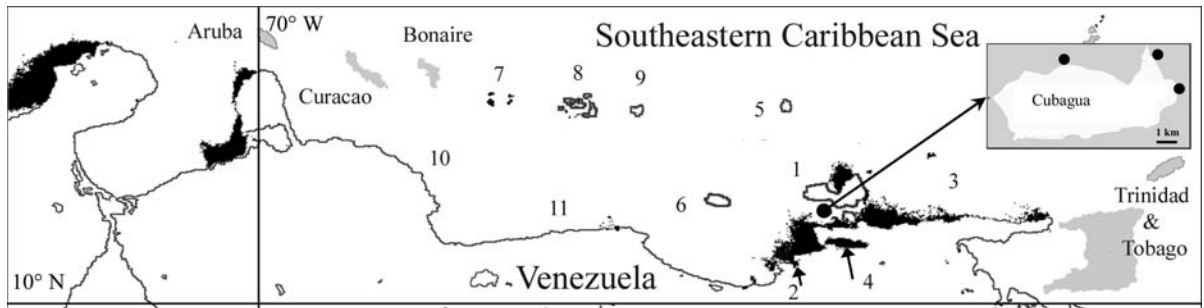 70° W
Aruba
Bonaire
Southeastern Caribbean Sea
7
8
9
Curacao
5
Cubagua
1 km
10
1
3
11
6
Trinidad
&
Tobago
10° N
Venezuela
2
4